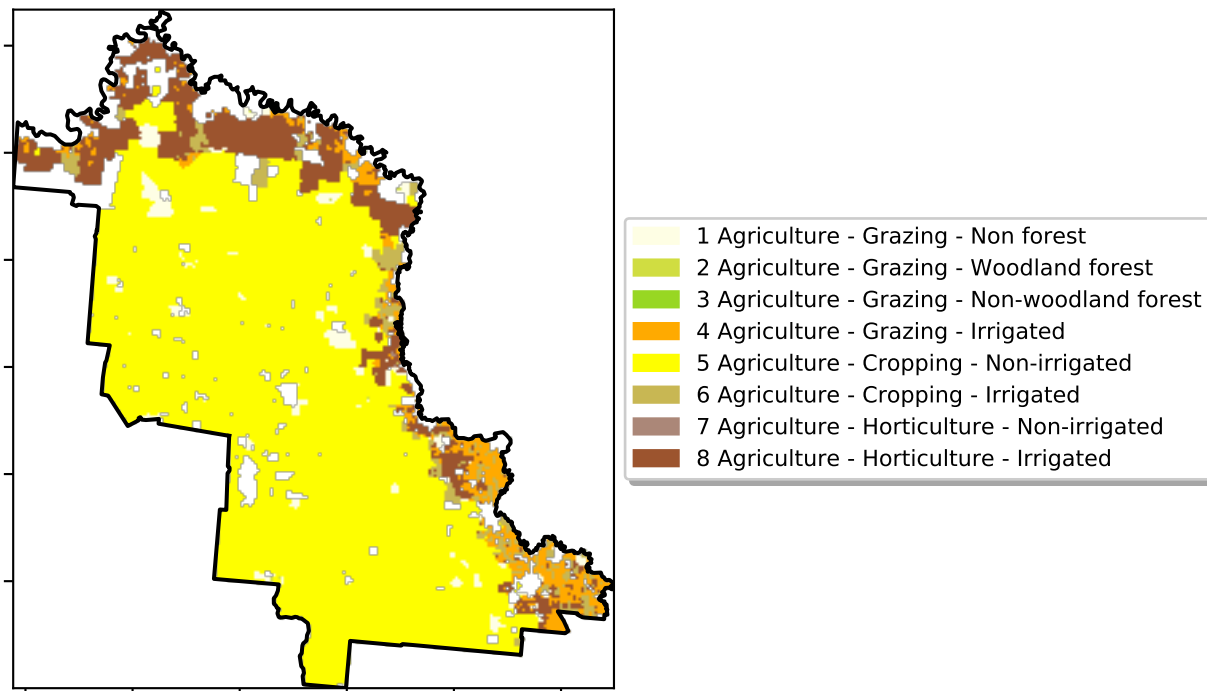 1 Agriculture - Grazing - Non forest
2 Agriculture - Grazing - Woodland forest
3 Agriculture - Grazing - Non-woodland forest
4 Agriculture - Grazing - Irrigated
5 Agriculture - Cropping - Non-irrigated
6 Agriculture - Cropping - Irrigated
7 Agriculture - Horticulture - Non-irrigated
8 Agriculture - Horticulture - Irrigated